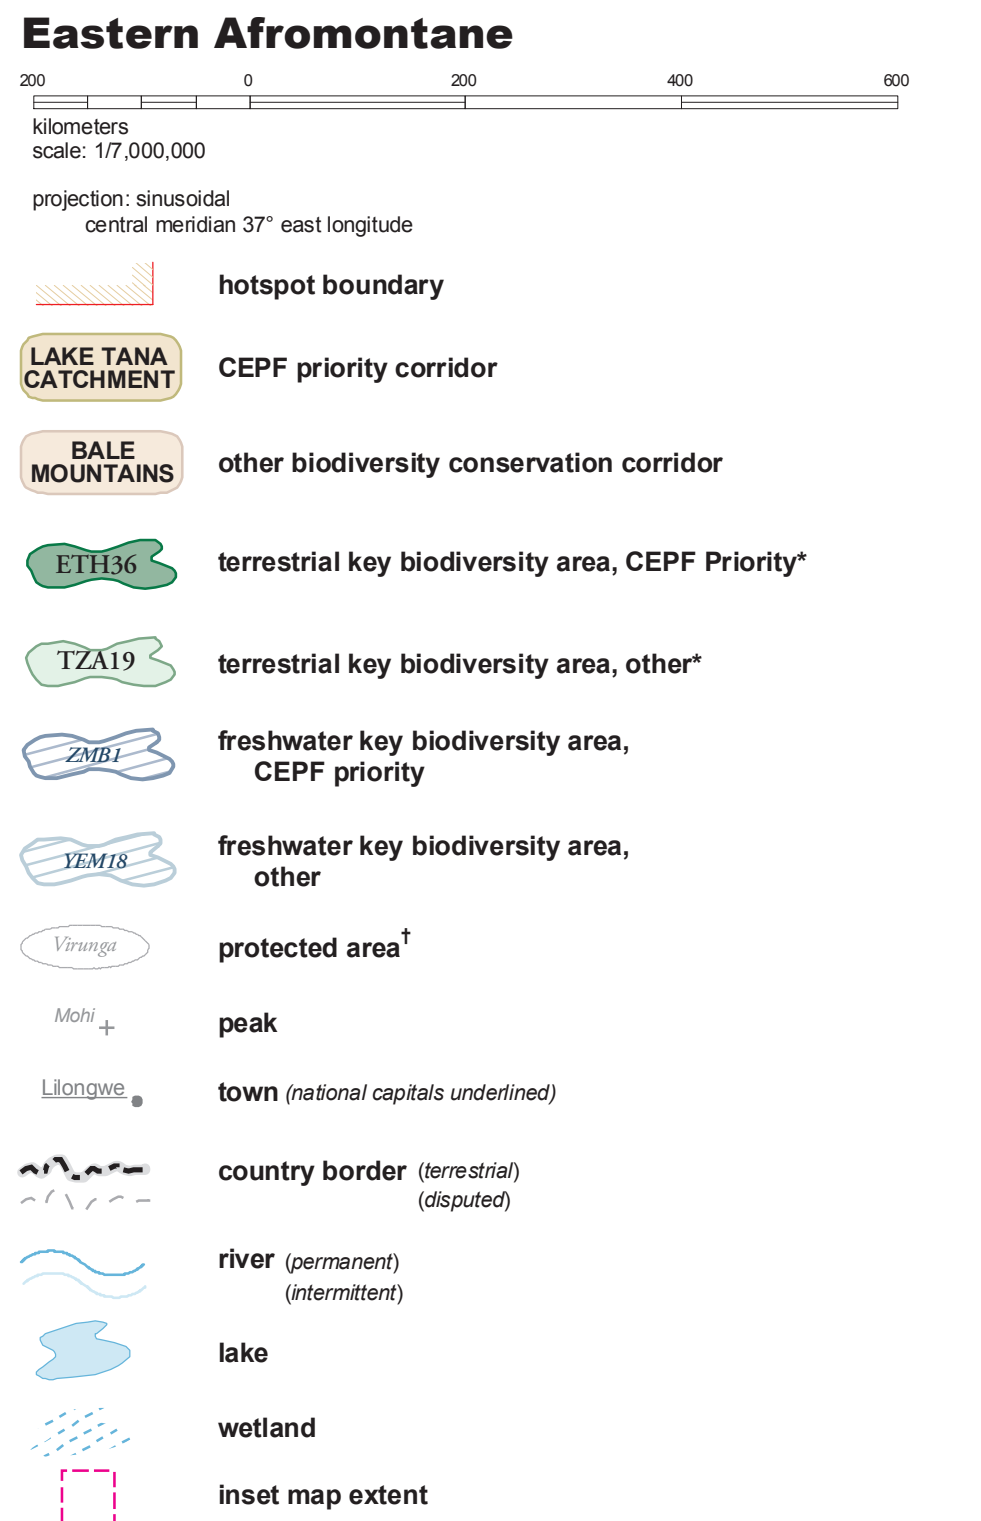 Eastern Afromontane
200 0 200 400 600
kilometers
scale: 1/7,000,000
projection: sinusoidal
central meridian 37° east longitude
hotspot boundary
LAKE TANA
CATCHMENT
CEPF priority corridor
BALE
MOUNTAINS
other biodiversity conservation corridor
ETH36
terrestrial key biodiversity area, CEPF Priority*
TZA19
terrestrial key biodiversity area, other*
ZMB1
freshwater key biodiversity area,
CEPF priority
YEM18
freshwater key biodiversity area,
other
Virunga
protected area†
Mohi
peak
Lilongwe
town (national capitals underlined)
country border (terrestrial)
(disputed)
river (permanent)
(intermittent)
lake
wetland
inset map extent